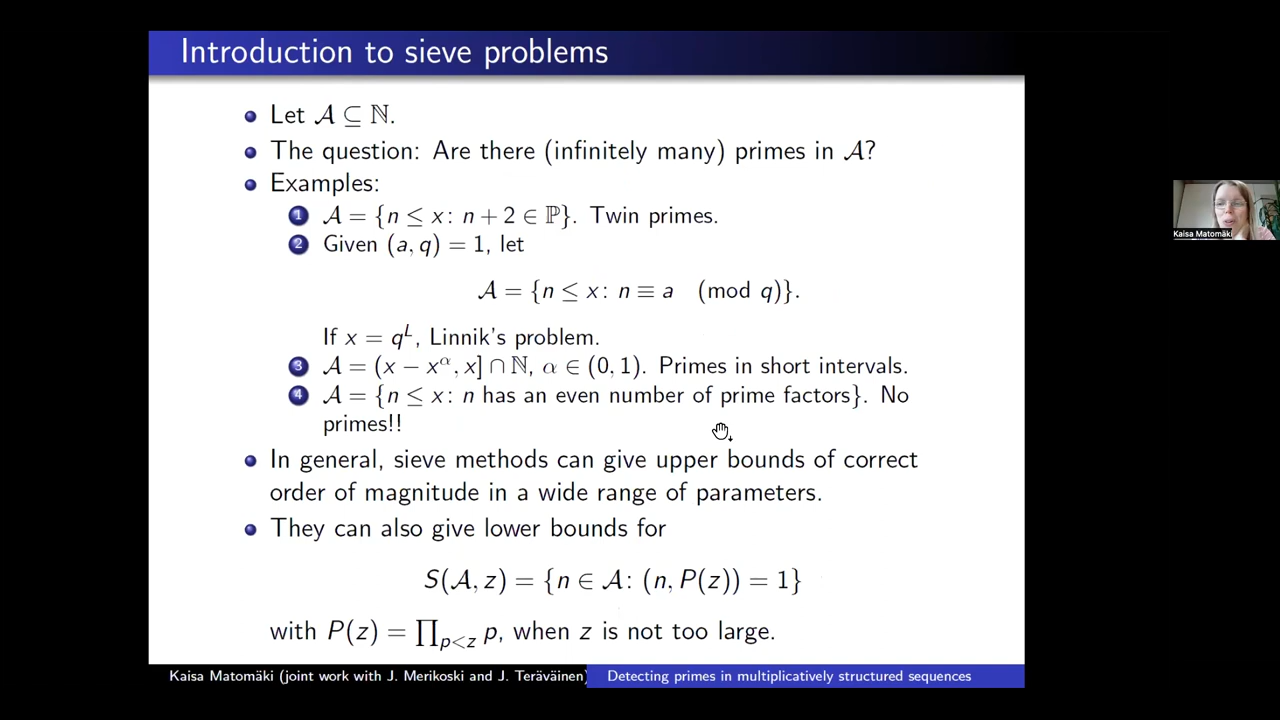 Introduction to sieve problems
Let 𝒜 ⊆ ℕ.
The question: Are there (infinitely many) primes in 𝒜?
Examples:
1 𝒜 = {n ≤ x: n + 2 ∈ ℙ}. Twin primes.
2 Given (a, q) = 1, let
𝒜 = {n ≤ x: n ≡ a (mod q)}.
If x = q^L, Linnik's problem.
3 𝒜 = (x − x^α, x] ∩ ℕ, α ∈ (0, 1). Primes in short intervals.
4 𝒜 = {n ≤ x: n has an even number of prime factors}. No
primes!!
In general, sieve methods can give upper bounds of correct
order of magnitude in a wide range of parameters.
They can also give lower bounds for
S(𝒜, z) = {n ∈ 𝒜: (n, P(z)) = 1}
with P(z) = ∏_{p<z} p, when z is not too large.
Kaisa Matomäki (joint work with J. Merikoski and J. Teräväinen) Detecting primes in multiplicatively structured sequences
Kaisa Matomäki